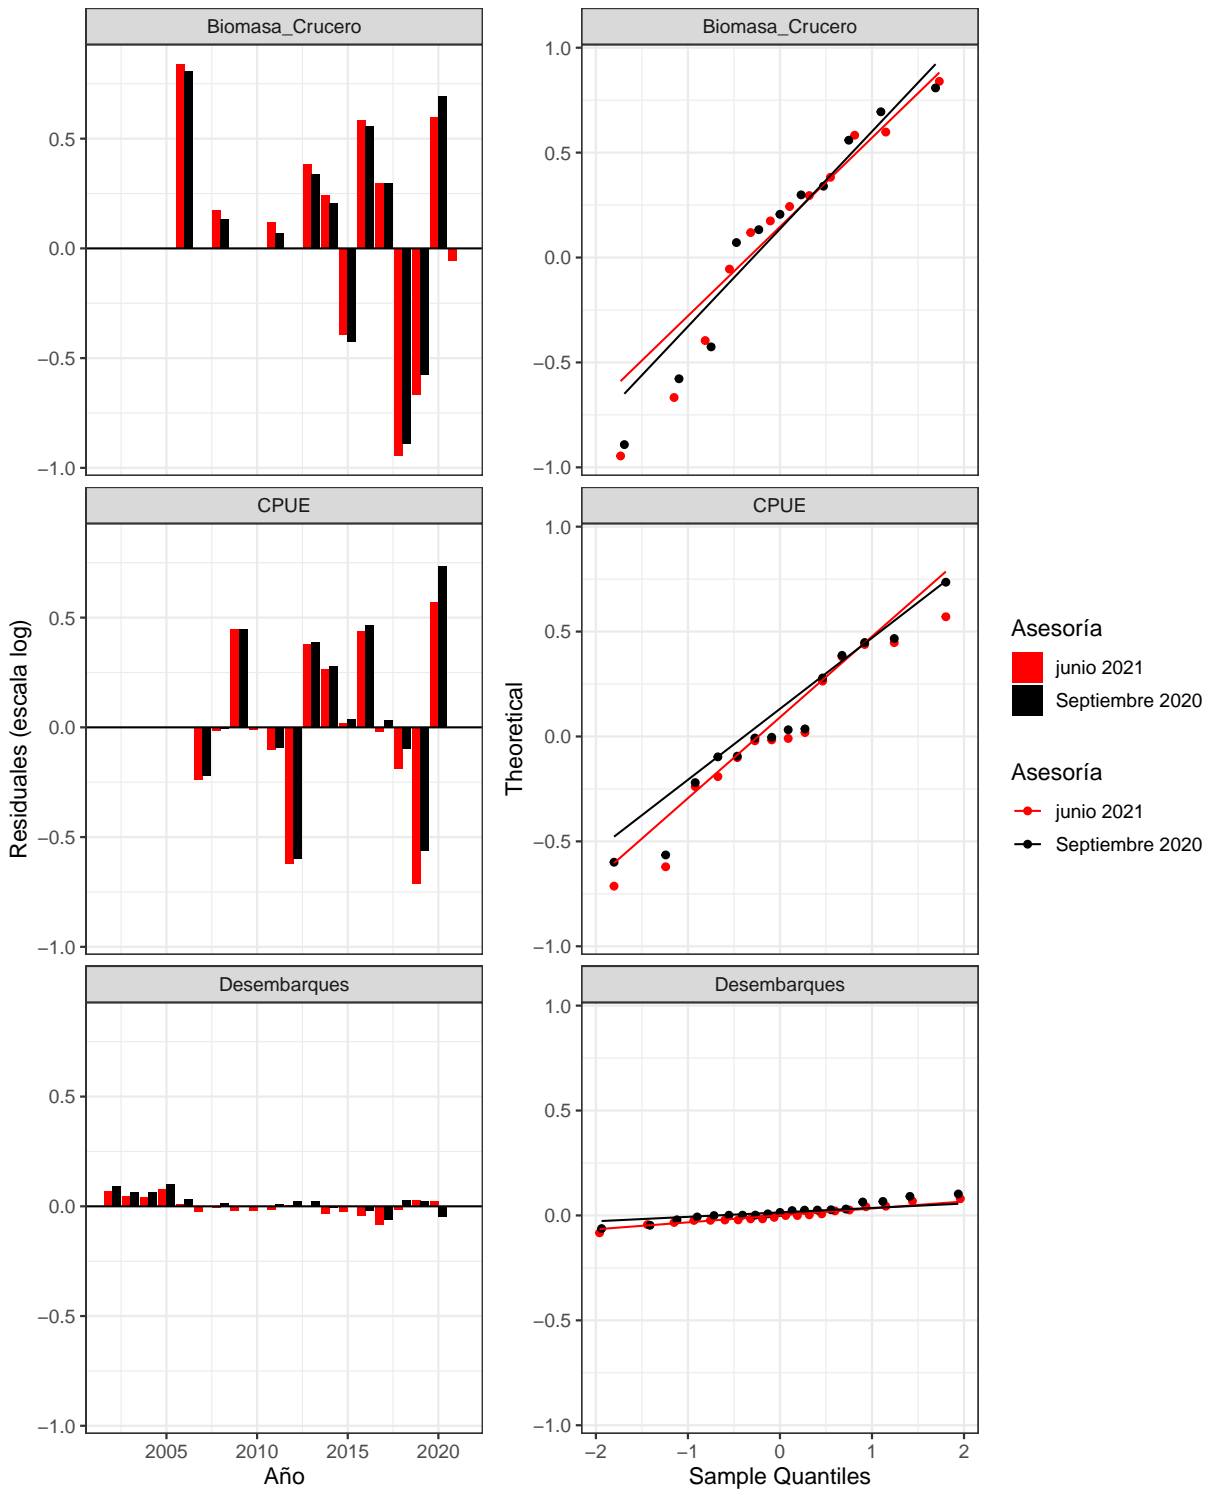 Biomasa_Crucero
0.5
0.0
−0.5
−1.0
CPUE
0.5
0.0
−0.5
−1.0
Desembarques
0.5
0.0
−0.5
−1.0
2005 2010 2015 2020
Año
Residuales (escala log)
Biomasa_Crucero
1.0
0.5
0.0
−0.5
−1.0
CPUE
1.0
0.5
0.0
−0.5
−1.0
Desembarques
1.0
0.5
0.0
−0.5
−1.0
−2 −1 0 1 2
Sample Quantiles
Theoretical
Asesoría
junio 2021
Septiembre 2020
Asesoría
junio 2021
Septiembre 2020